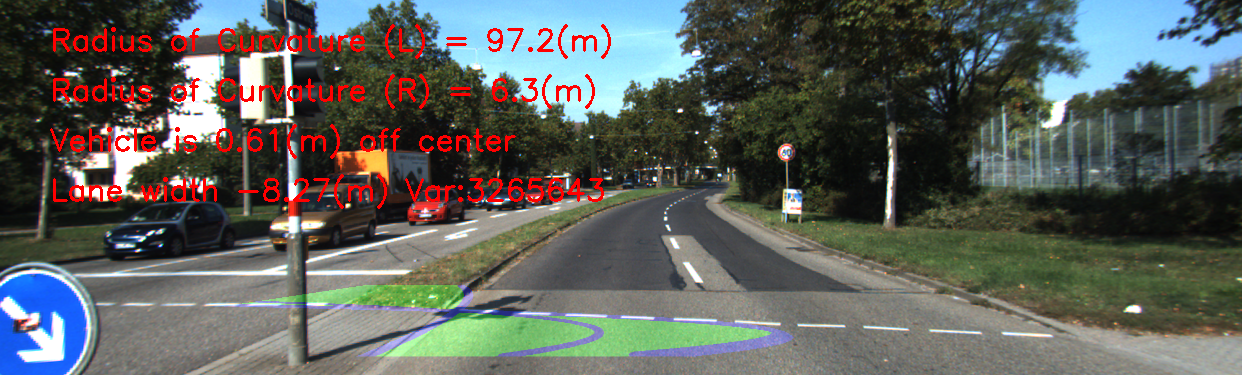 Radius of Curvature (L) = 97.2(m)
Radius of Curvature (R) = 6.3(m)
Vehicle is 0.61(m) off center
Lane width -8.27(m) Var:3265643